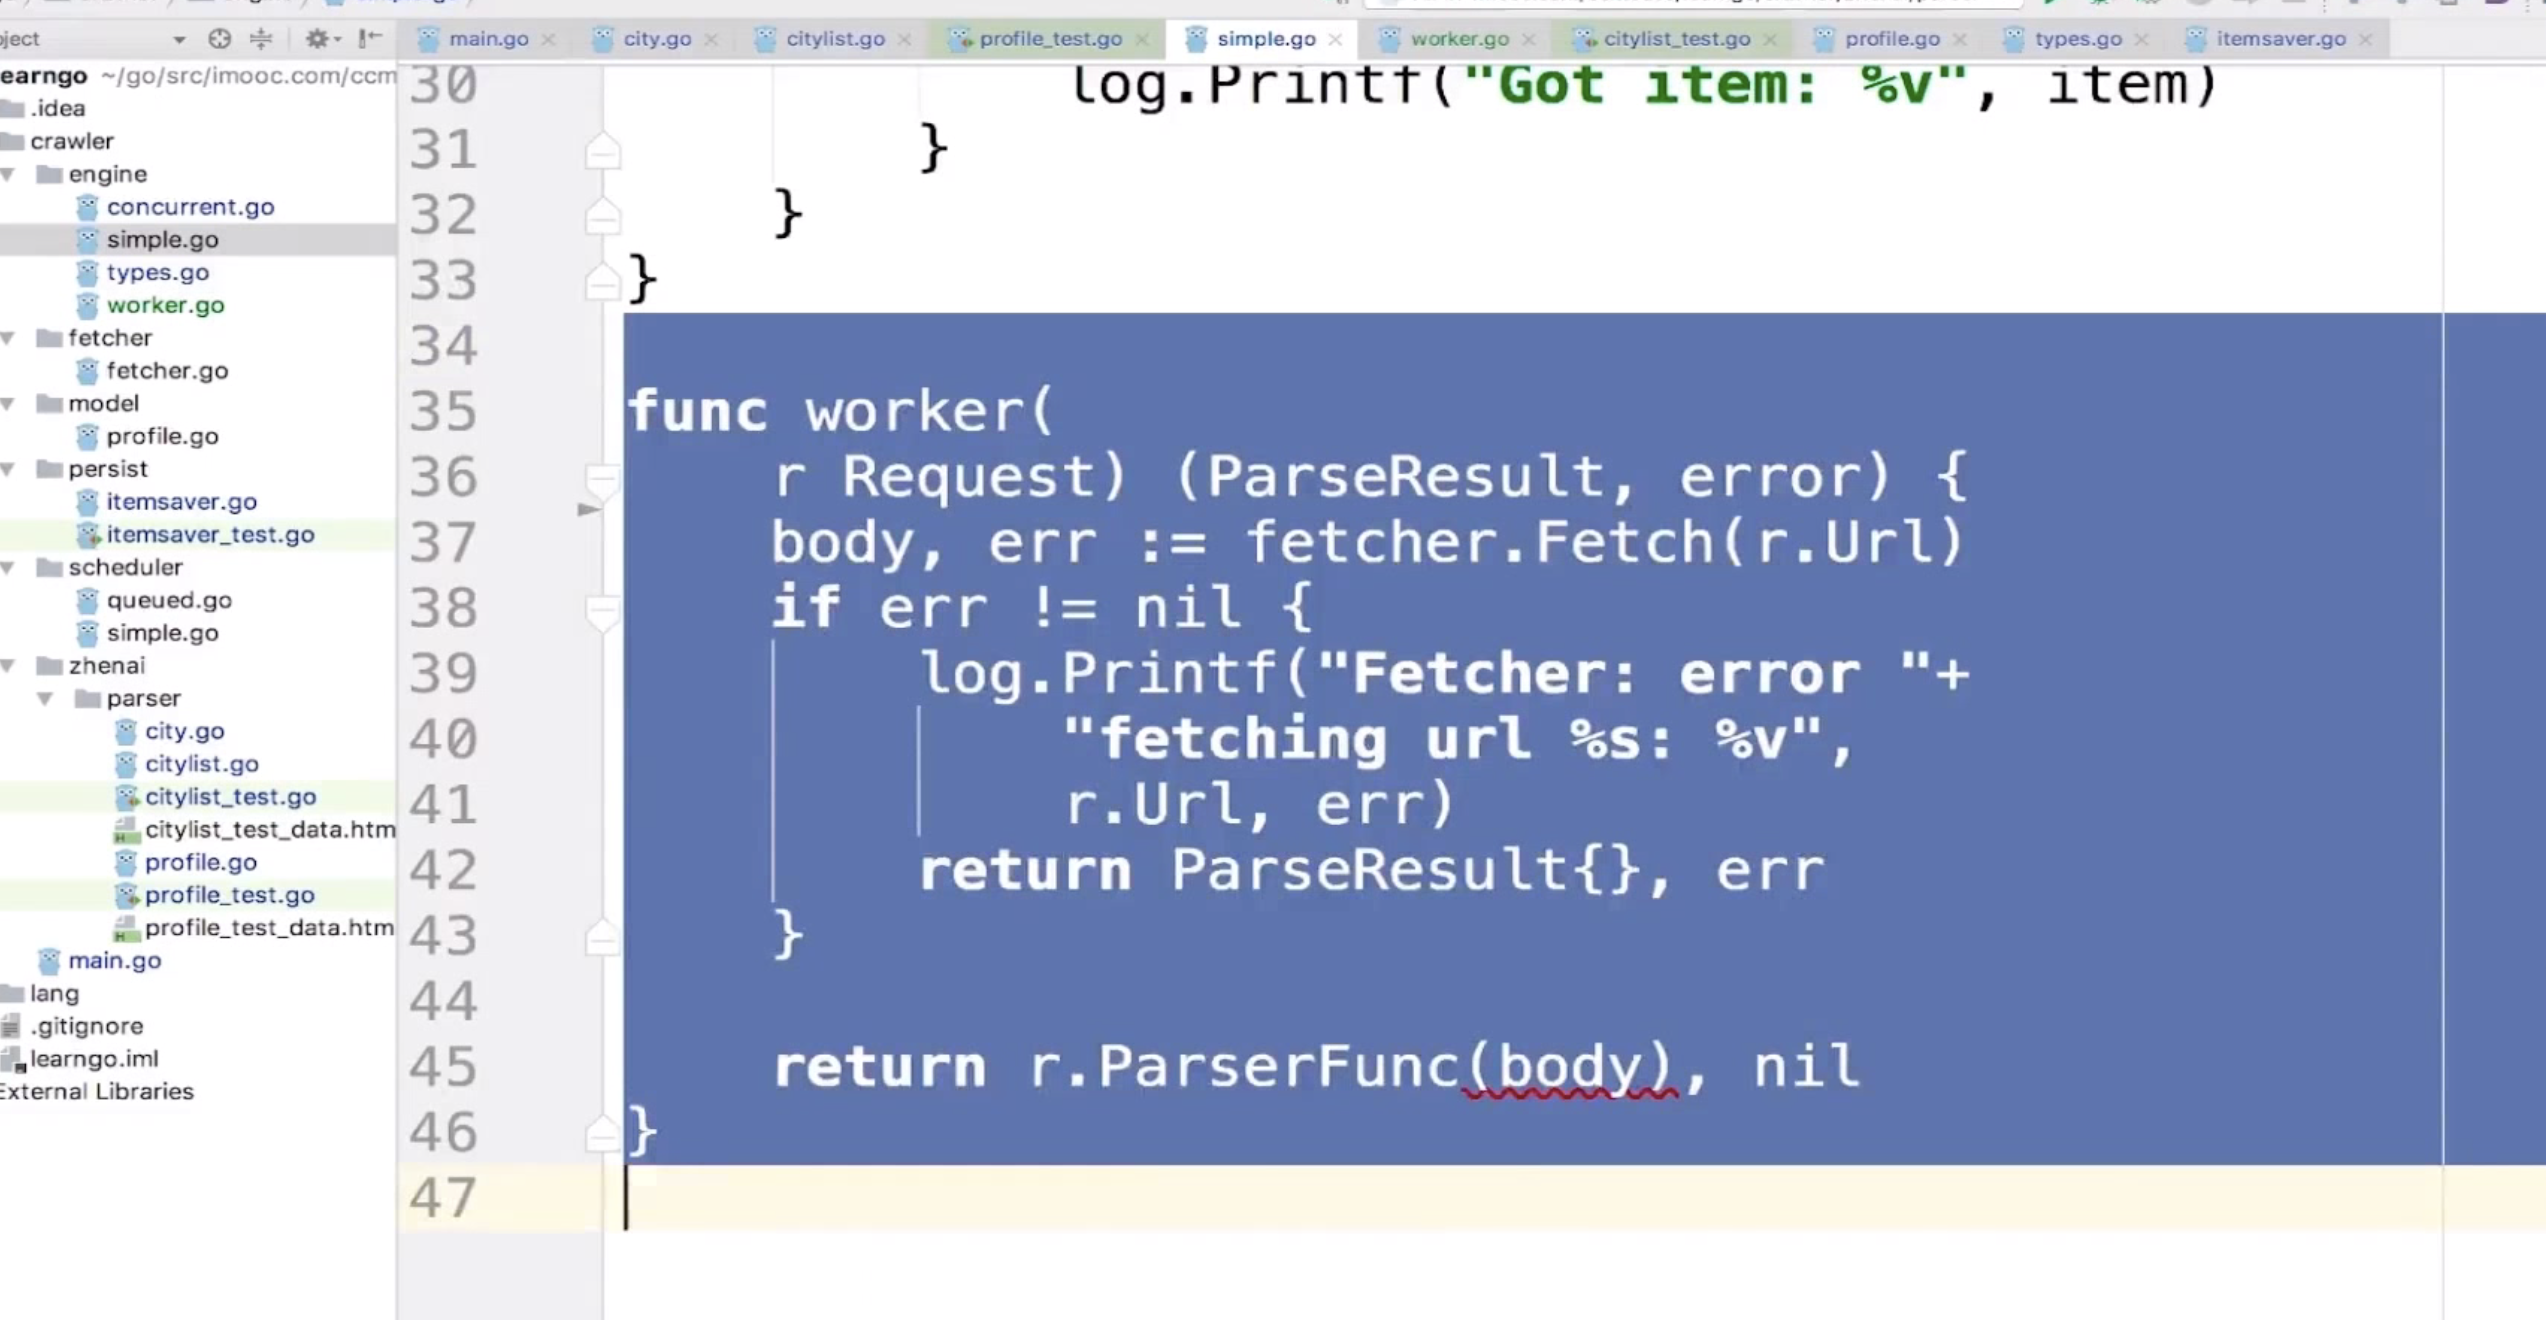 ject
main.go
city.go
citylist.go
profile_test.go
simple.go
worker.go
citylist_test.go
profile.go
types.go
itemsaver.go
earngo ~/go/src/imooc.com/ccm
.idea
crawler
engine
concurrent.go
simple.go
types.go
worker.go
fetcher
fetcher.go
model
profile.go
persist
itemsaver.go
itemsaver_test.go
scheduler
queued.go
simple.go
zhenai
parser
city.go
citylist.go
citylist_test.go
citylist_test_data.htm
profile.go
profile_test.go
profile_test_data.htm
main.go
lang
.gitignore
learngo.iml
External Libraries
30 log.Printf("Got item: %v", item)
31 }
32 }
33 }
34
35 func worker(
36 r Request) (ParseResult, error) {
37 body, err := fetcher.Fetch(r.Url)
38 if err != nil {
39 log.Printf("Fetcher: error "+
40 "fetching url %s: %v",
41 r.Url, err)
42 return ParseResult{}, err
43 }
44
45 return r.ParserFunc(body), nil
46 }
47